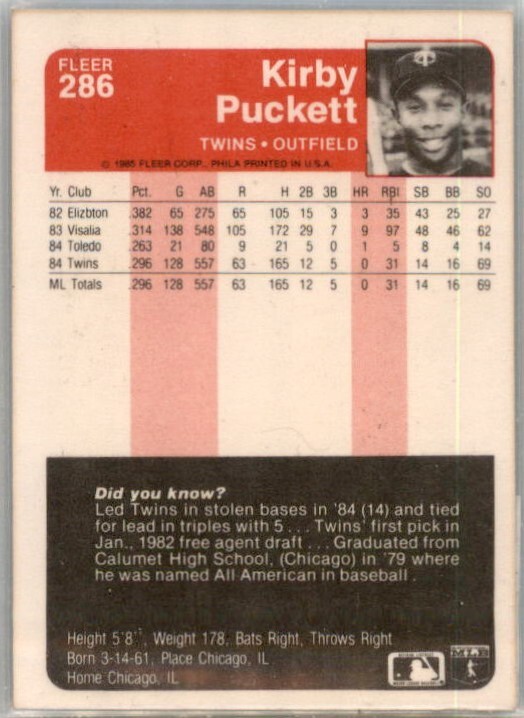 FLEER
286
Kirby
Puckett
TWINS • OUTFIELD
© 1985 FLEER CORP., PHILA PRINTED IN U.S.A.
Yr. Club Pct. G AB R H 2B 3B HR RBI SB BB SO
82 Elizbton .382 65 275 65 105 15 3 3 35 43 25 27
83 Visalia .314 138 548 105 172 29 7 9 97 48 46 62
84 Toledo .263 21 80 9 21 5 0 1 5 8 4 14
84 Twins .296 128 557 63 165 12 5 0 31 14 16 69
ML Totals .296 128 557 63 165 12 5 0 31 14 16 69
Did you know?
Led Twins in stolen bases in '84 (14) and tied
for lead in triples with 5 . . . Twins' first pick in
Jan., 1982 free agent draft . . . Graduated from
Calumet High School, (Chicago) in '79 where
he was named All American in baseball .
Height 5'8", Weight 178, Bats Right, Throws Right
Born 3-14-61, Place Chicago, IL
Home Chicago, IL